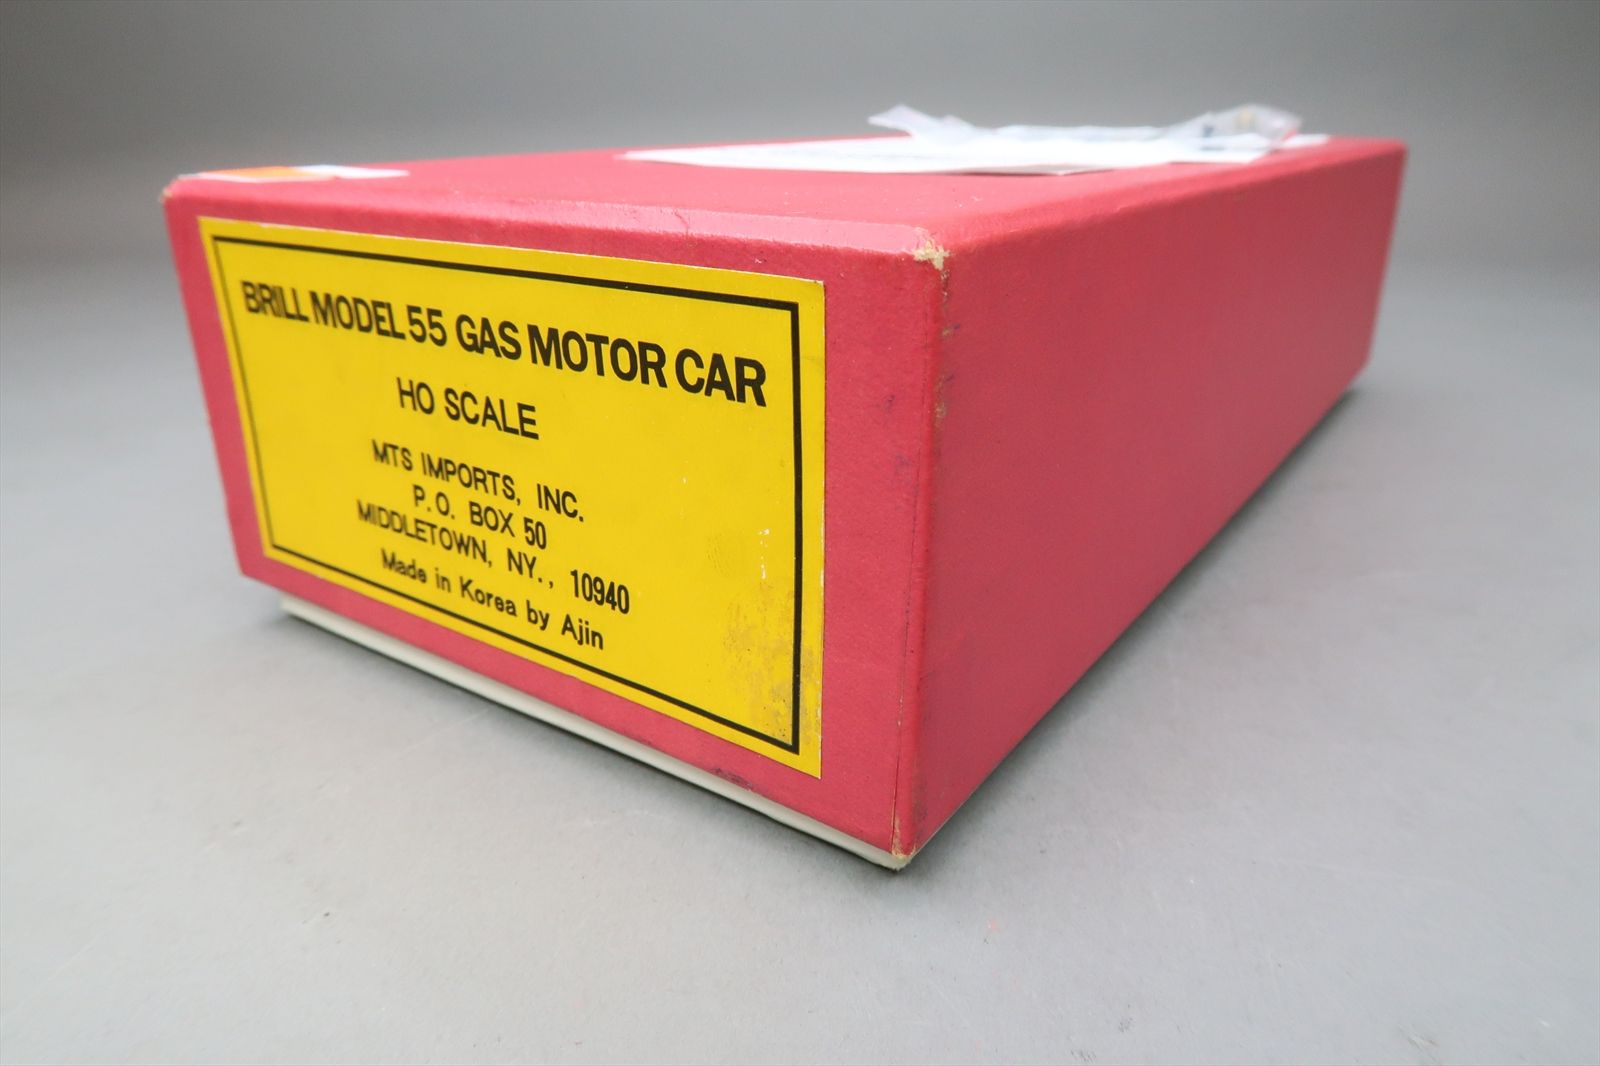 BRILL MODEL 55 GAS MOTOR CAR
HO SCALE
MTS IMPORTS, INC.
P.O. BOX 50
MIDDLETOWN, NY., 10940
Made in Korea by Ajin